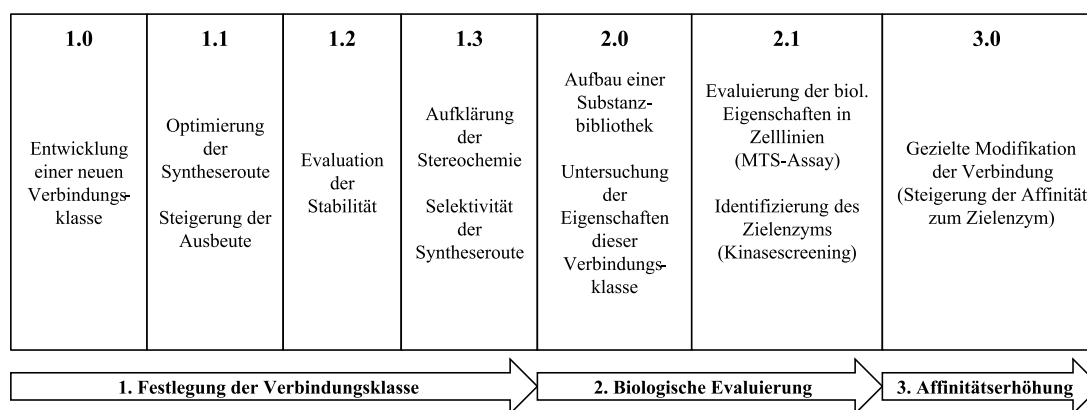 1.0
Entwicklung
einer neuen
Verbindungs-
klasse
1.1
Optimierung
der
Syntheseroute
Steigerung der
Ausbeute
1.2
Evaluation
der
Stabilität
1.3
Aufklärung
der
Stereochemie
Selektivität
der
Syntheseroute
2.0
Aufbau einer
Substanz-
bibliothek
Untersuchung
der
Eigenschaften
dieser
Verbindungs-
klasse
2.1
Evaluierung der biol.
Eigenschaften in
Zelllinien
(MTS-Assay)
Identifizierung des
Zielenzyms
(Kinasescreening)
3.0
Gezielte Modifikation
der Verbindung
(Steigerung der Affinität
zum Zielenzym)
1. Festlegung der Verbindungsklasse
2. Biologische Evaluierung
3. Affinitätserhöhung